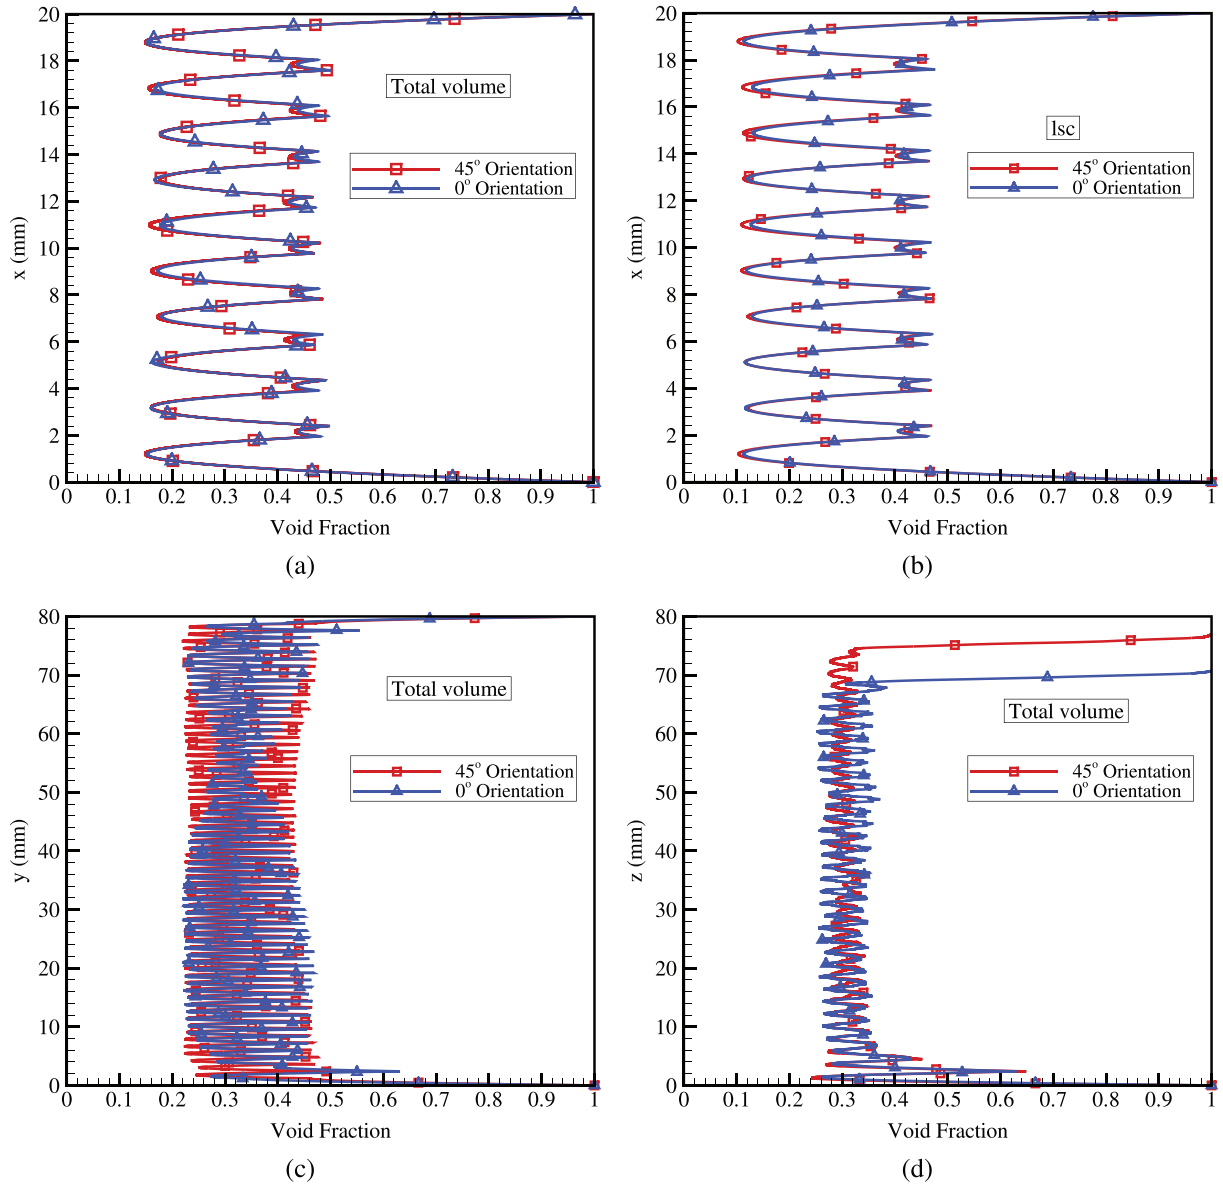 20
18
16
14
12
10
8
6
4
2
0
x (mm)
Total volume
45° Orientation
0° Orientation
0 0.1 0.2 0.3 0.4 0.5 0.6 0.7 0.8 0.9 1
Void Fraction
(a)
20
18
16
14
12
10
8
6
4
2
0
x (mm)
lsc
45° Orientation
0° Orientation
0 0.1 0.2 0.3 0.4 0.5 0.6 0.7 0.8 0.9 1
Void Fraction
(b)
80
70
60
50
40
30
20
10
0
y (mm)
Total volume
45° Orientation
0° Orientation
0 0.1 0.2 0.3 0.4 0.5 0.6 0.7 0.8 0.9 1
Void Fraction
(c)
80
70
60
50
40
30
20
10
0
z (mm)
Total volume
45° Orientation
0° Orientation
0 0.1 0.2 0.3 0.4 0.5 0.6 0.7 0.8 0.9 1
Void Fraction
(d)